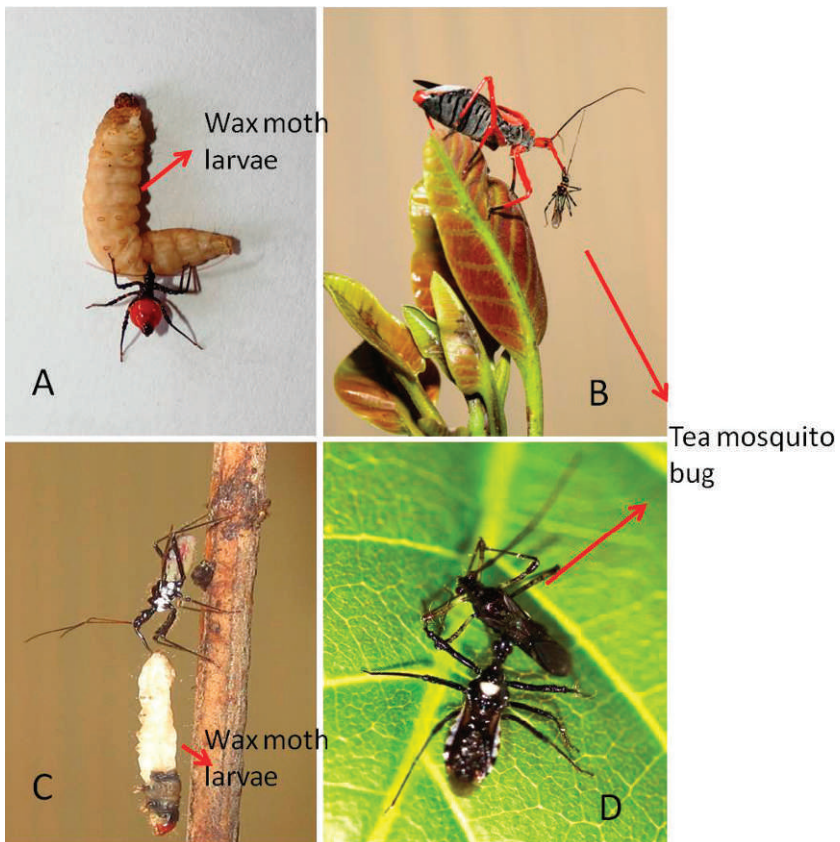 Wax moth
larvae
A
B
Tea mosquito
bug
Wax moth
larvae
C
D